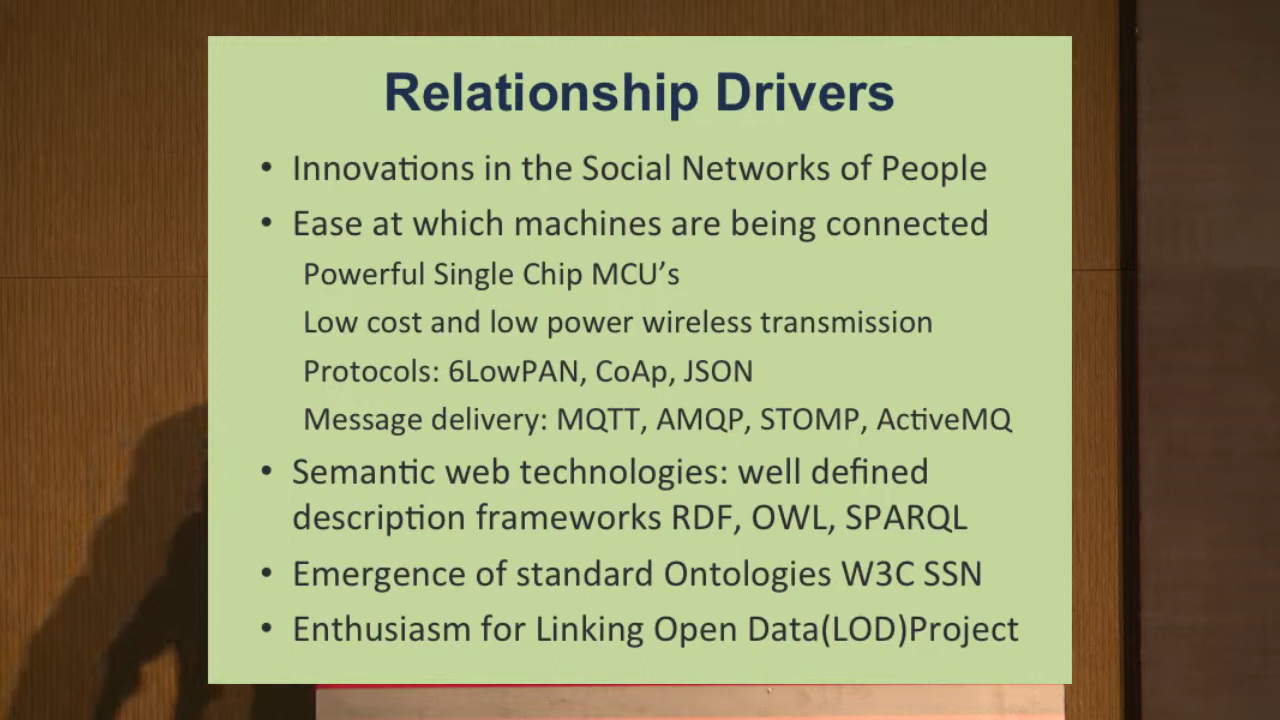 Relationship Drivers
• Innovations in the Social Networks of People
• Ease at which machines are being connected
Powerful Single Chip MCU's
Low cost and low power wireless transmission
Protocols: 6LowPAN, CoAp, JSON
Message delivery: MQTT, AMQP, STOMP, ActiveMQ
• Semantic web technologies: well defined
description frameworks RDF, OWL, SPARQL
• Emergence of standard Ontologies W3C SSN
• Enthusiasm for Linking Open Data(LOD)Project